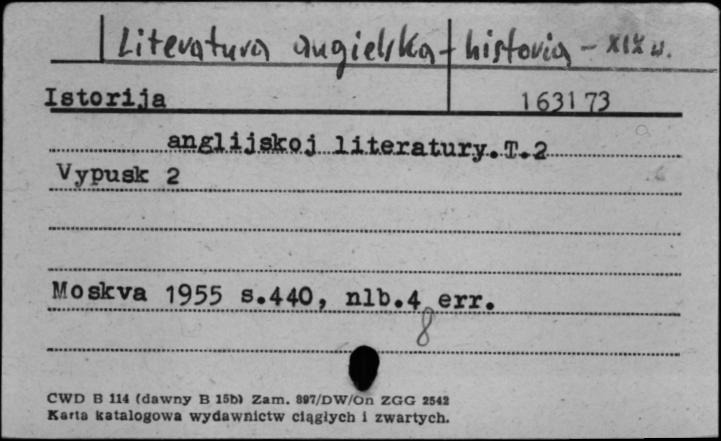 Literatura angielska - historia - XIX w.
Istorija 163173
anglijskoj literatury.T.2
Vypusk 2
Moskva 1955 s.440, nlb.4 err.
8
CWD B 114 (dawny B 15b) Zam. 897/DW/On ZGG 2542
Karta katalogowa wydawnictw ciągłych i zwartych.